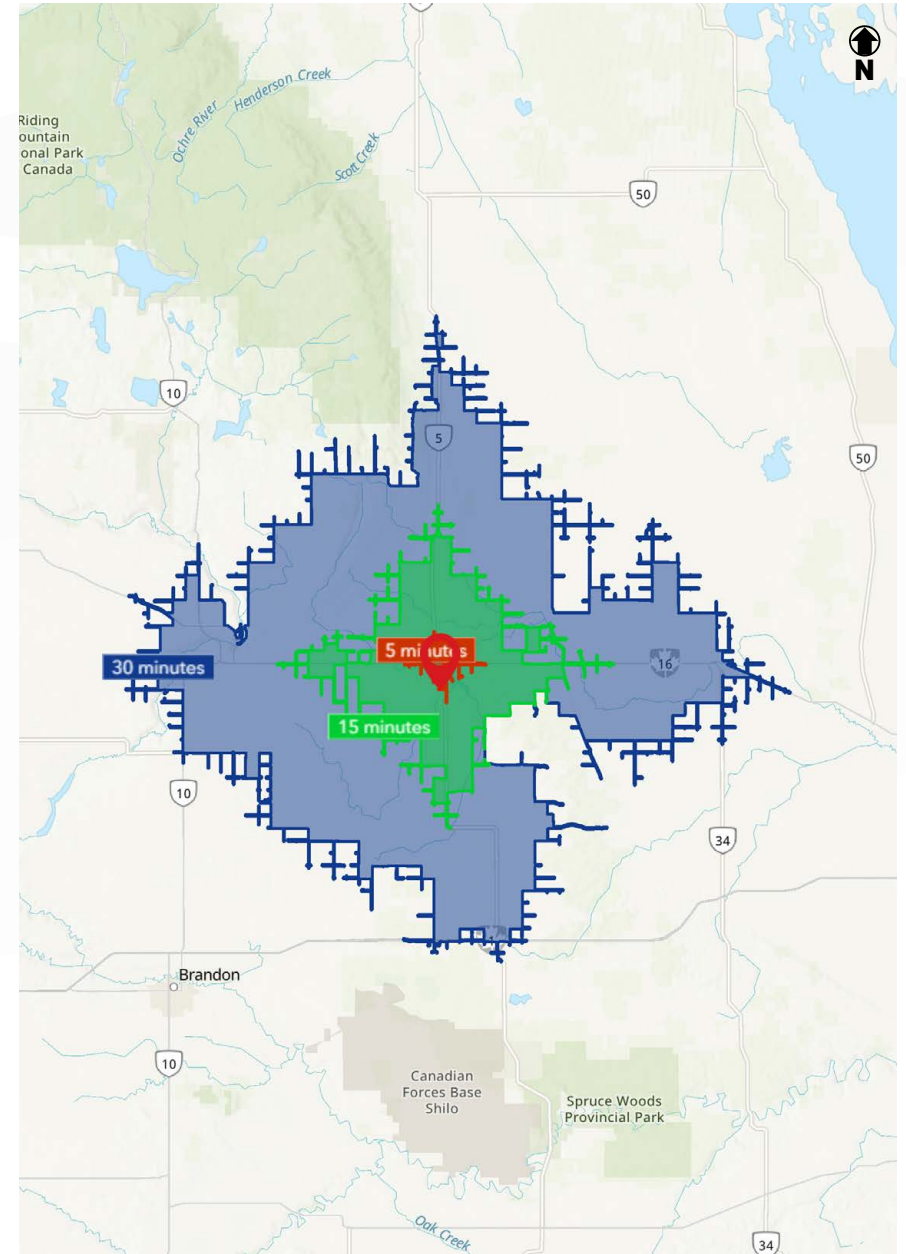 N
Henderson Creek
Ochre River
Riding
ountain
onal Park
Canada
Scott Creek
50
10
5
50
5 minutes
30 minutes
16
15 minutes
10
34
Brandon
10
Canadian
Forces Base
Shilo
Spruce Woods
Provincial Park
Oak Creek
34